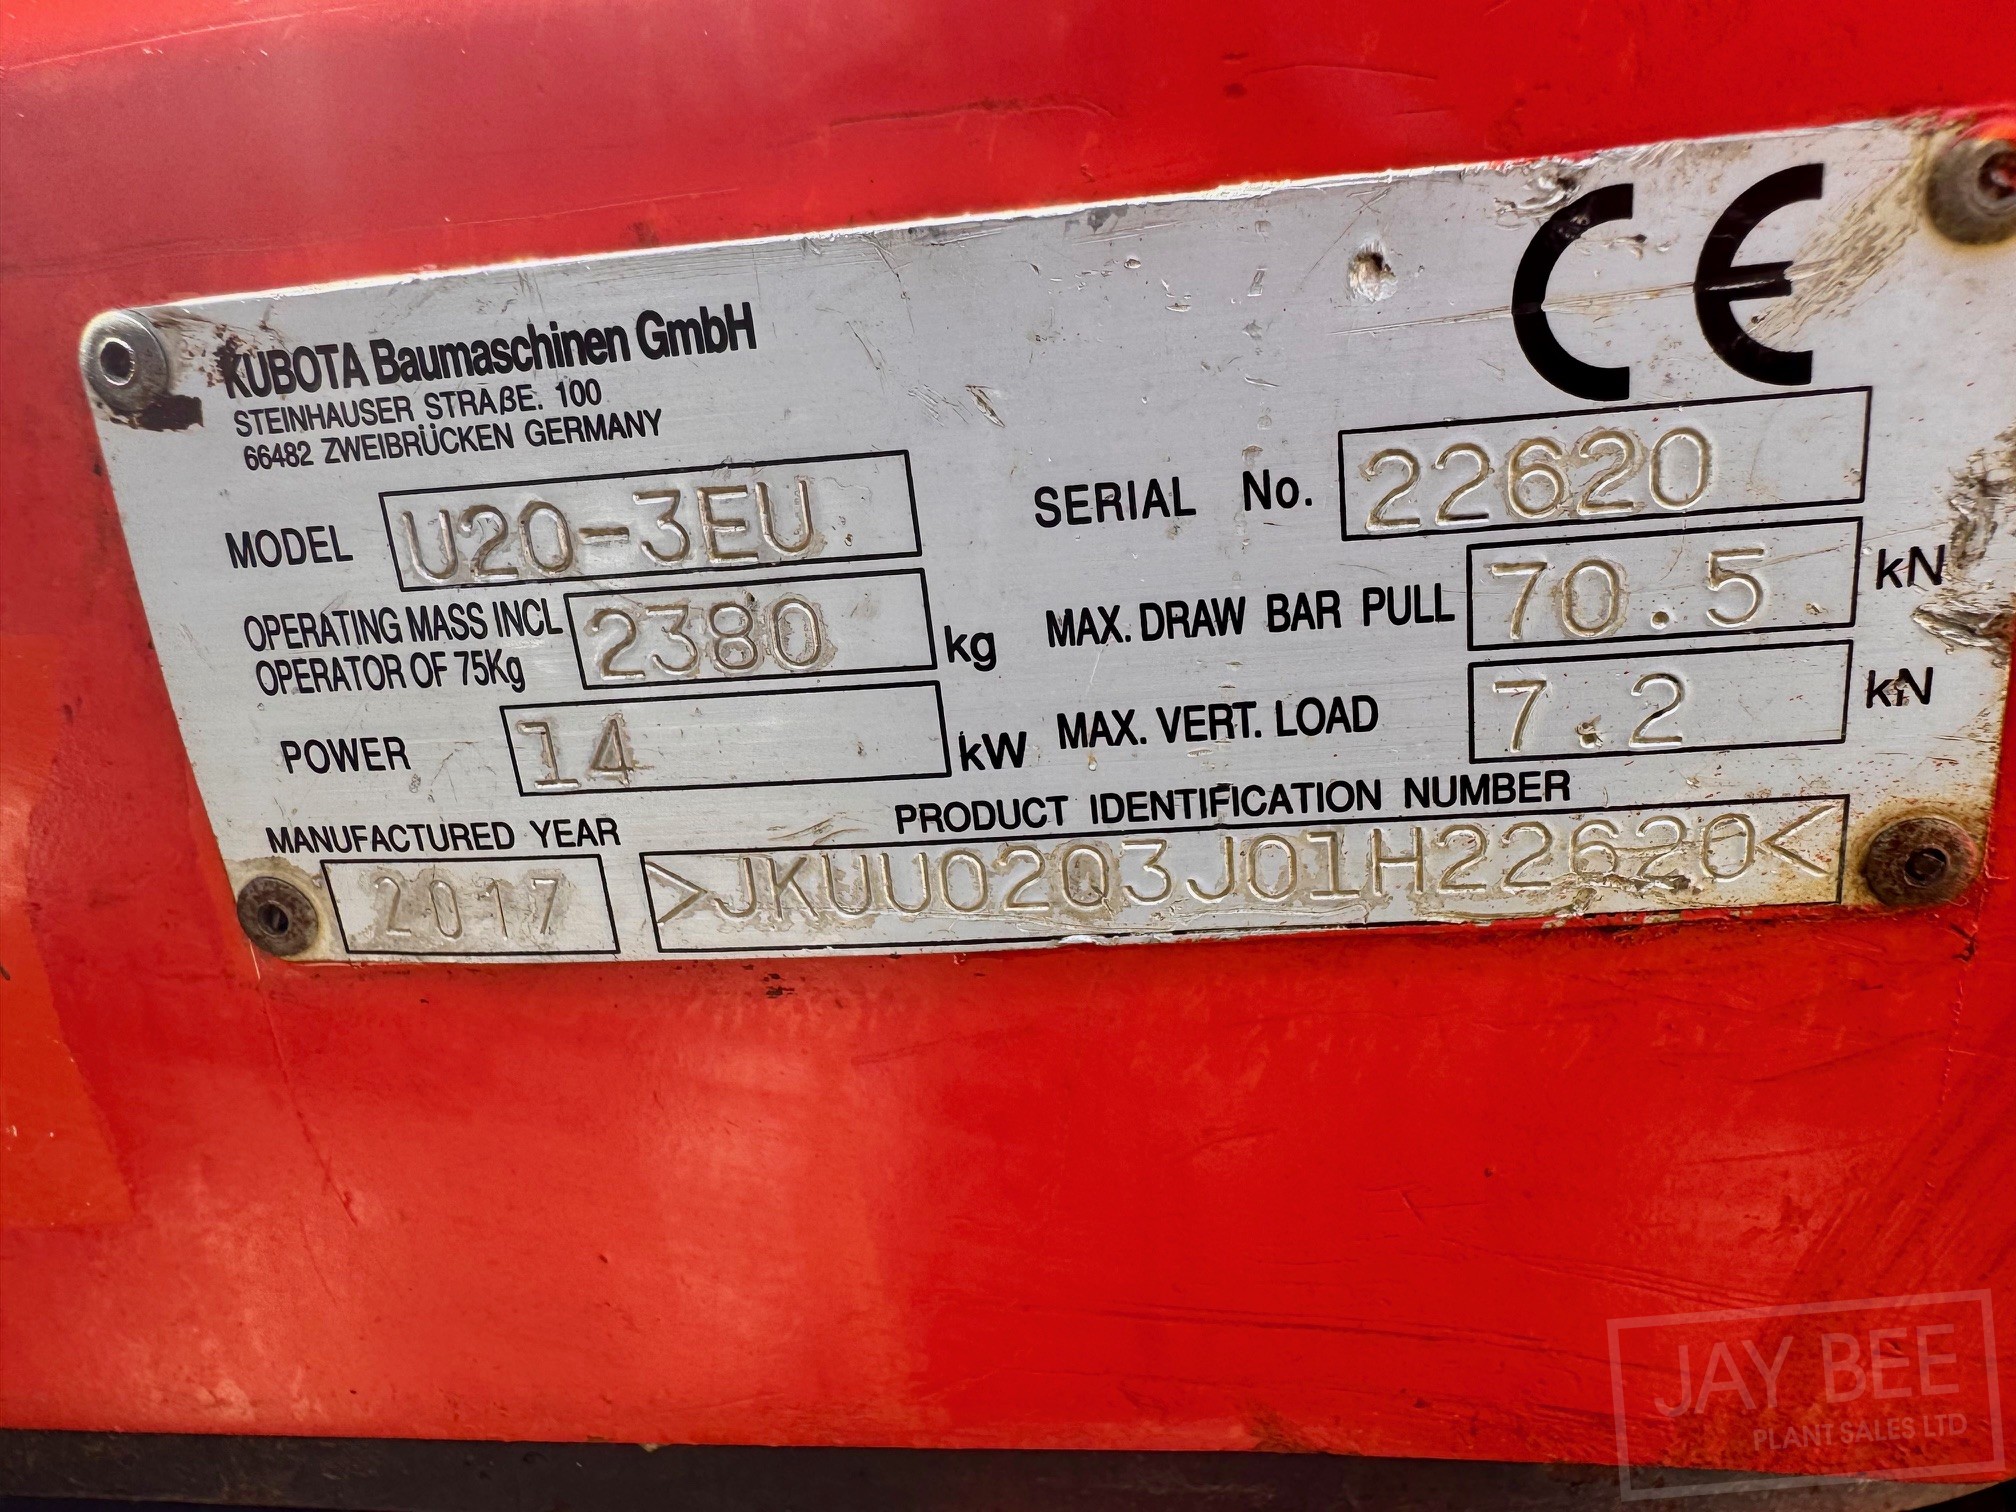 CE
KUBOTA Baumaschinen GmbH
STEINHAUSER STRAßE. 100
66482 ZWEIBRÜCKEN GERMANY
MODEL U20-3EU
SERIAL No. 22620
OPERATING MASS INCL
OPERATOR OF 75Kg 2380 kg
MAX. DRAW BAR PULL 70.5 kN
POWER 14 kW
MAX. VERT. LOAD 7.2 kN
MANUFACTURED YEAR
2017
PRODUCT IDENTIFICATION NUMBER
>JKUU0203J01H22620<
JAY BEE
PLANT SALES LTD